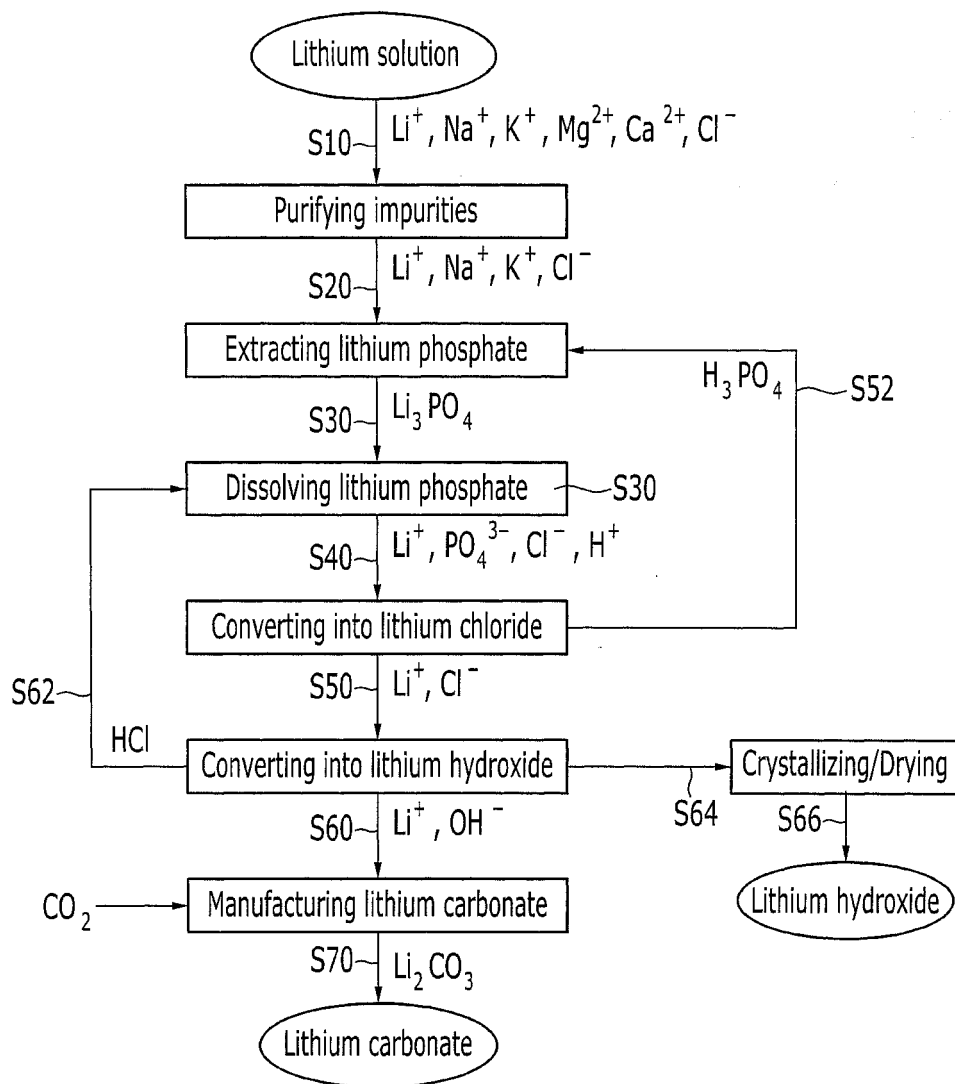 Lithium solution
S10
Li⁺, Na⁺, K⁺, Mg²⁺, Ca²⁺, Cl⁻
Purifying impurities
S20
Li⁺, Na⁺, K⁺, Cl⁻
Extracting lithium phosphate
H₃PO₄
S52
S30
Li₃PO₄
Dissolving lithium phosphate
S30
S40
Li⁺, PO₄³⁻, Cl⁻, H⁺
Converting into lithium chloride
S50
Li⁺, Cl⁻
S62
HCl
Converting into lithium hydroxide
S64
Crystallizing/Drying
S60
Li⁺, OH⁻
S66
CO₂
Manufacturing lithium carbonate
Lithium hydroxide
S70
Li₂CO₃
Lithium carbonate